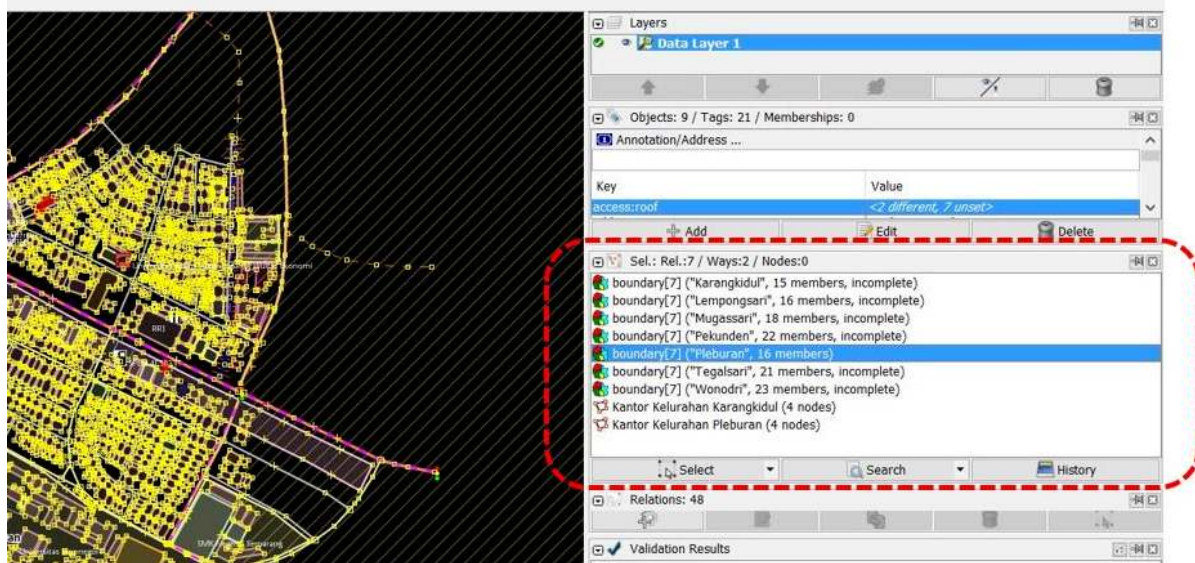 Layers
Data Layer 1
Objects: 9 / Tags: 21 / Memberships: 0
Annotation/Address ...
Key Value
access:roof <2 different, 7 unset>
Add Edit Delete
Sel.: Rel.:7 / Ways:2 / Nodes:0
boundary[7] ("Karangkidul", 15 members, incomplete)
boundary[7] ("Lempongsari", 16 members, incomplete)
boundary[7] ("Mugassari", 18 members, incomplete)
boundary[7] ("Pekunden", 22 members, incomplete)
boundary[7] ("Pleburan", 16 members)
boundary[7] ("Tegalsari", 21 members, incomplete)
boundary[7] ("Wonodri", 23 members, incomplete)
Kantor Kelurahan Karangkidul (4 nodes)
Kantor Kelurahan Pleburan (4 nodes)
Select Search History
Relations: 48
Validation Results
RRI
SMK
Semarang